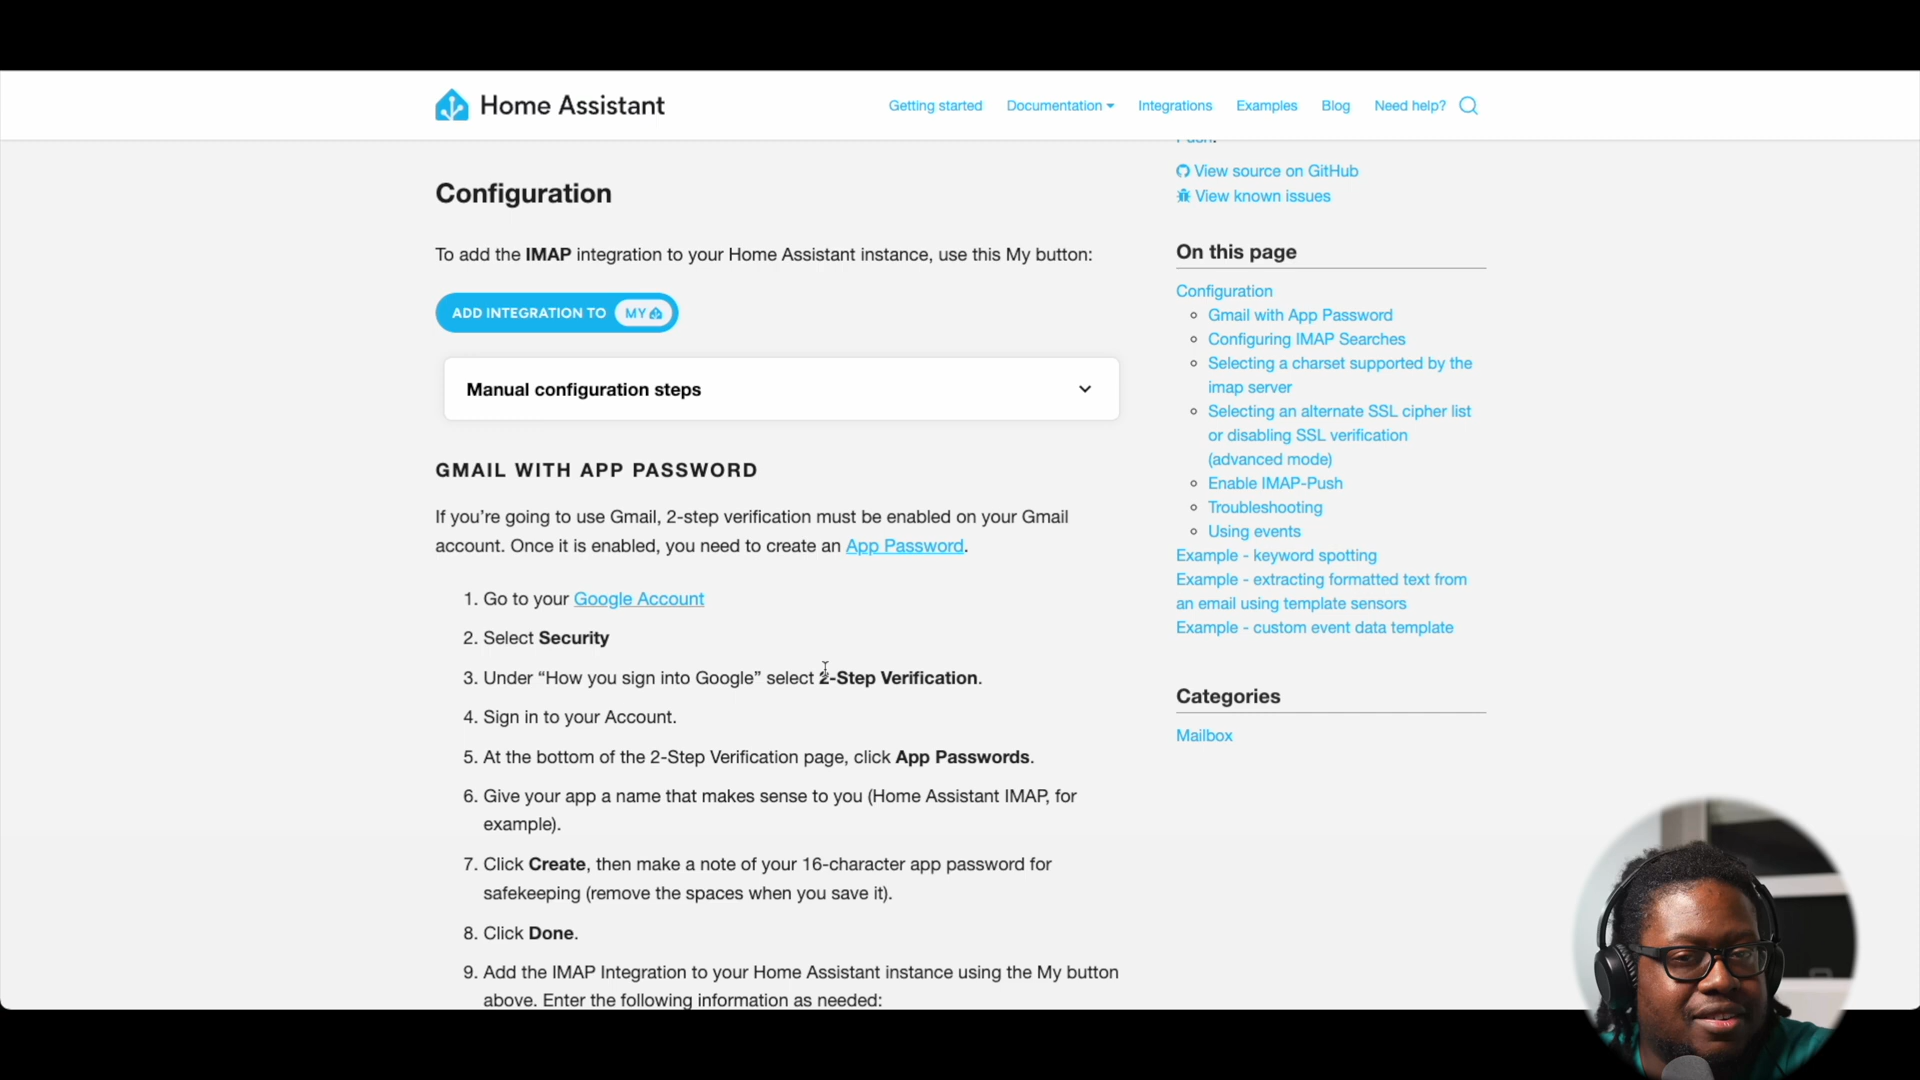 Home Assistant
Getting started
Documentation
Integrations
Examples
Blog
Need help?
Configuration
To add the IMAP integration to your Home Assistant instance, use this My button:
ADD INTEGRATION TO MY
Manual configuration steps
GMAIL WITH APP PASSWORD
If you’re going to use Gmail, 2-step verification must be enabled on your Gmail
account. Once it is enabled, you need to create an App Password.
1. Go to your Google Account
2. Select Security
3. Under “How you sign into Google” select 2-Step Verification.
4. Sign in to your Account.
5. At the bottom of the 2-Step Verification page, click App Passwords.
6. Give your app a name that makes sense to you (Home Assistant IMAP, for
example).
7. Click Create, then make a note of your 16-character app password for
safekeeping (remove the spaces when you save it).
8. Click Done.
9. Add the IMAP Integration to your Home Assistant instance using the My button
above. Enter the following information as needed:
View source on GitHub
View known issues
On this page
Configuration
Gmail with App Password
Configuring IMAP Searches
Selecting a charset supported by the
imap server
Selecting an alternate SSL cipher list
or disabling SSL verification
(advanced mode)
Enable IMAP-Push
Troubleshooting
Using events
Example - keyword spotting
Example - extracting formatted text from
an email using template sensors
Example - custom event data template
Categories
Mailbox